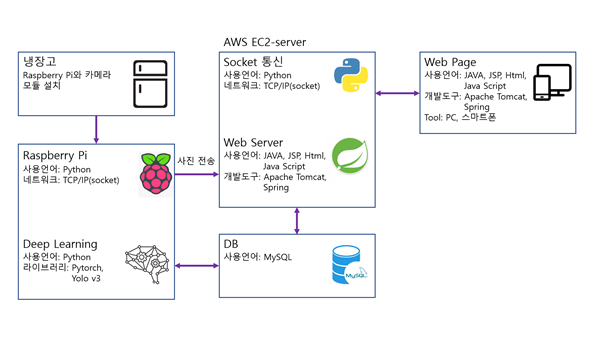 AWS EC2-server
냉장고
Raspberry Pi와 카메라
모듈 설치
Socket 통신
사용언어: Python
네트워크: TCP/IP(socket)
Web Page
사용언어: JAVA, JSP, Html,
Java Script
개발도구: Apache Tomcat,
Spring
Tool: PC, 스마트폰
Raspberry Pi
사용언어: Python
네트워크: TCP/IP(socket)
사진 전송
Web Server
사용언어: JAVA, JSP, Html,
Java Script
개발도구: Apache Tomcat,
Spring
Deep Learning
사용언어: Python
라이브러리: Pytorch,
Yolo v3
DB
사용언어: MySQL
MySQL